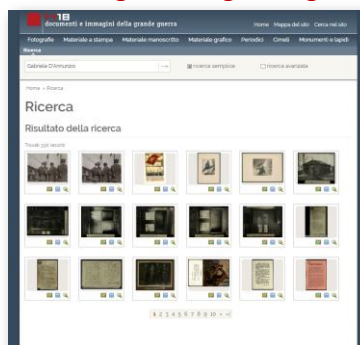 documenti e immagini della grande guerra
Home Mappa del sito Cerca nel sito
Fotografie Materiale a stampa Materiale manoscritto Materiale grafico Periodici Cimeli Monumenti e lapidi
Ricerca
Gabriele D'Annunzio
ricerca semplice
ricerca avanzata
Home » Ricerca
Ricerca
Risultato della ricerca
1 2 3 4 5 6 7 8 9 10